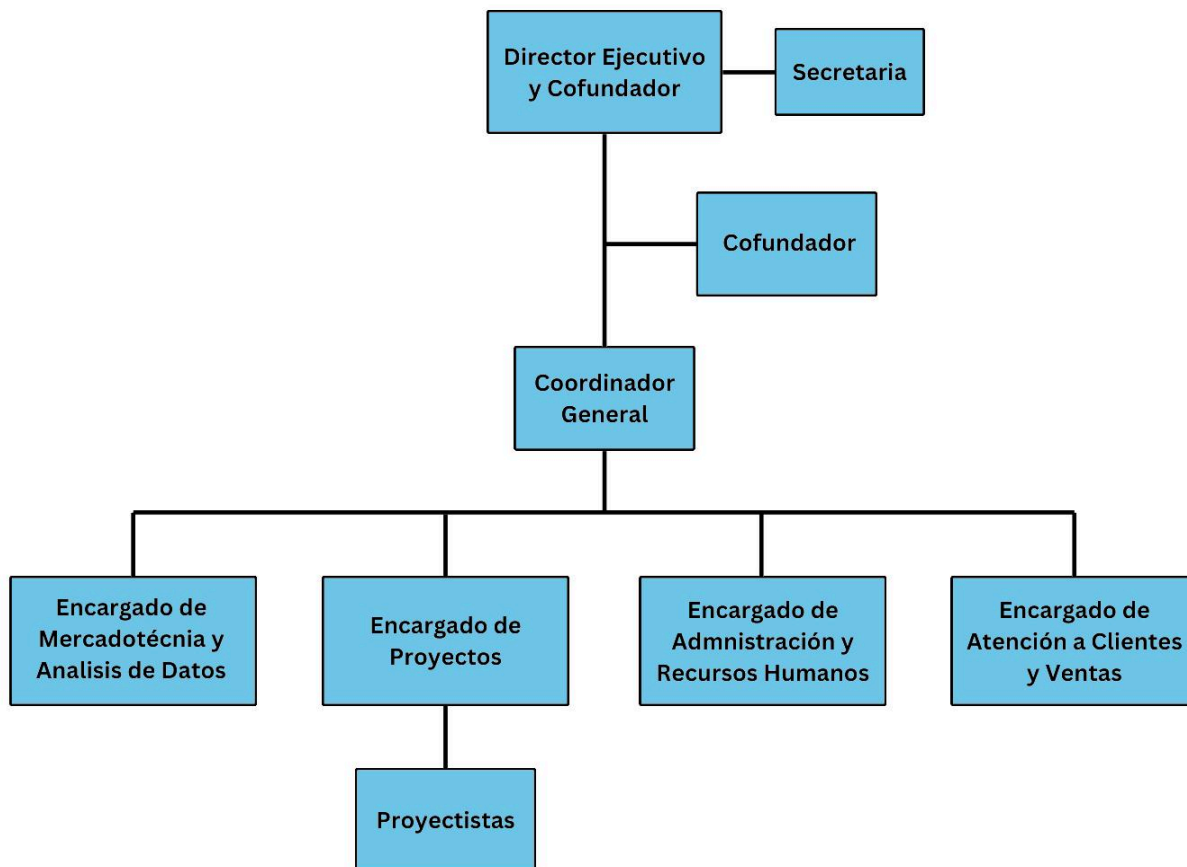 Director Ejecutivo
y Cofundador
Secretaria
Cofundador
Coordinador
General
Encargado de
Mercadotécnia y
Analisis de Datos
Encargado de
Proyectos
Encargado de
Admnistración y
Recursos Humanos
Encargado de
Atención a Clientes
y Ventas
Proyectistas